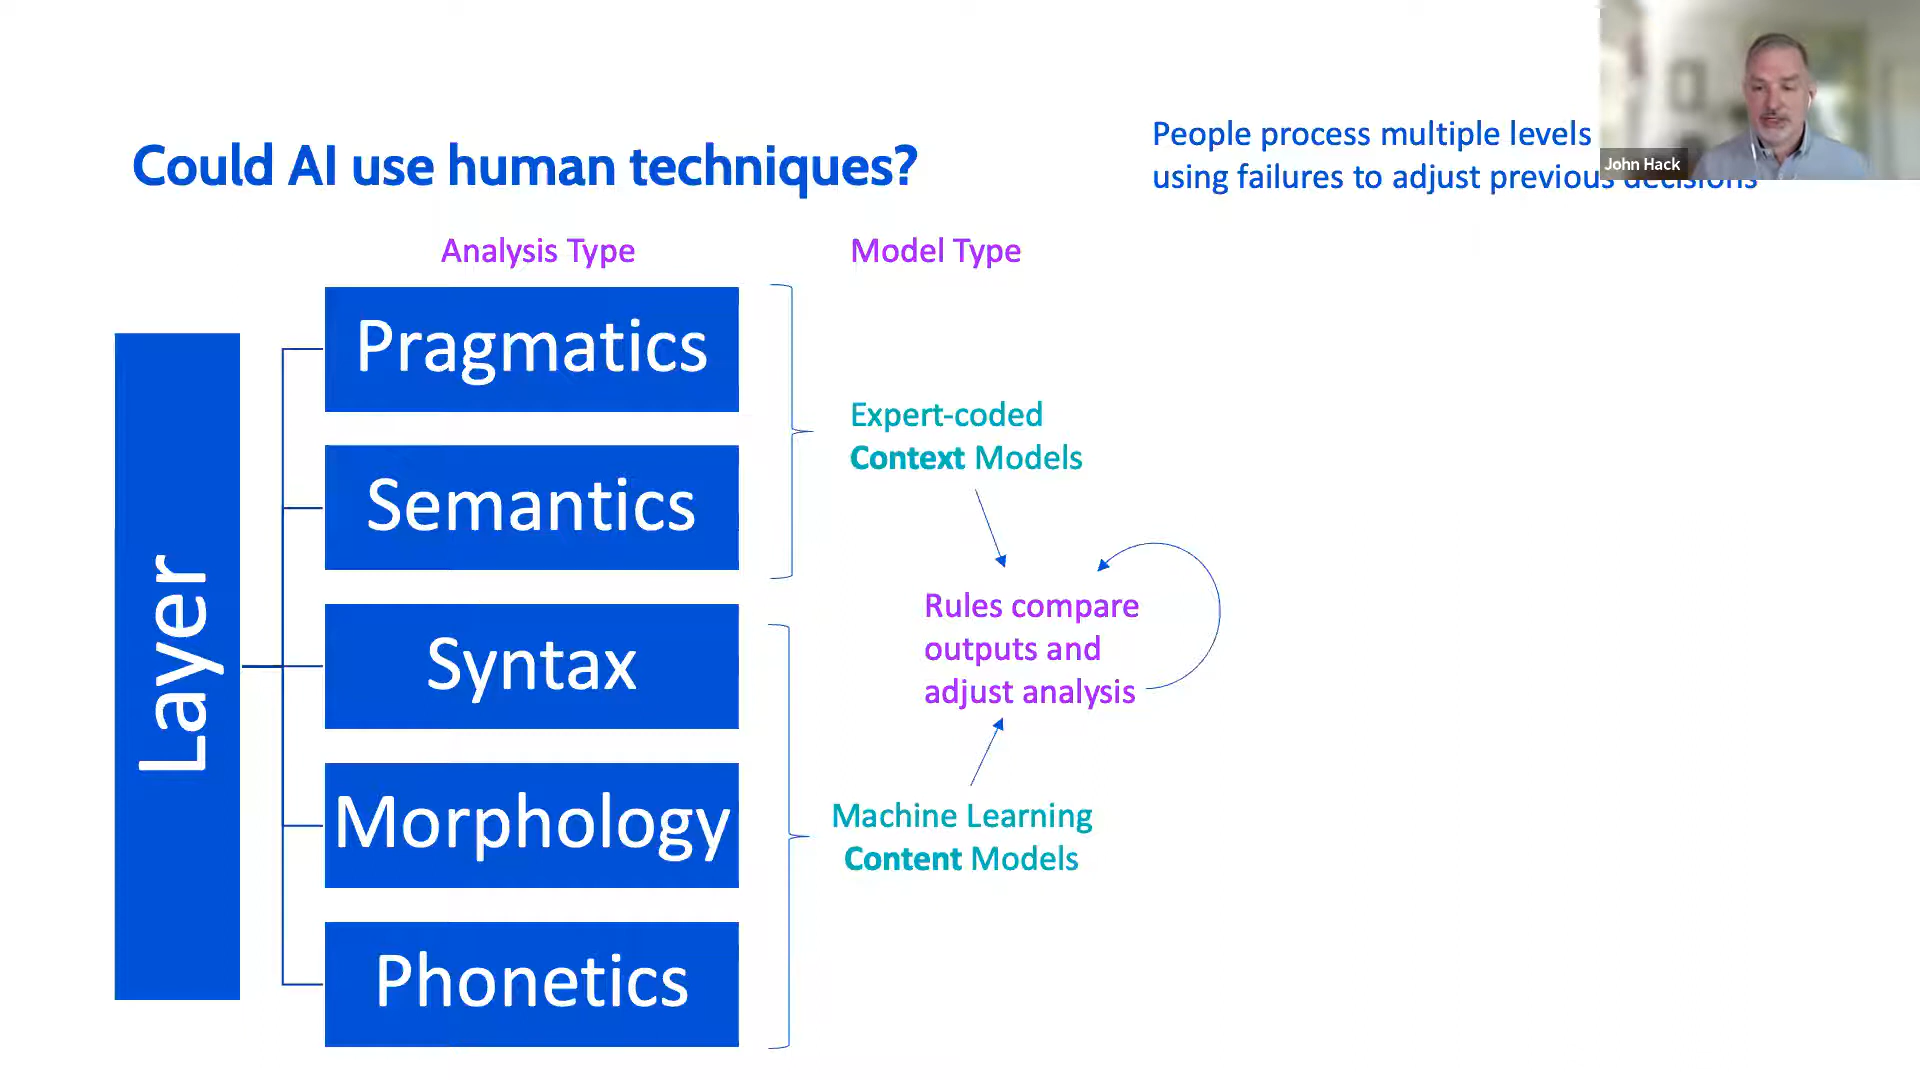 Could AI use human techniques?
People process multiple levels
using failures to adjust previous decisions
John Hack
Analysis Type
Model Type
Layer
Pragmatics
Semantics
Syntax
Morphology
Phonetics
Expert-coded
Context Models
Rules compare
outputs and
adjust analysis
Machine Learning
Content Models